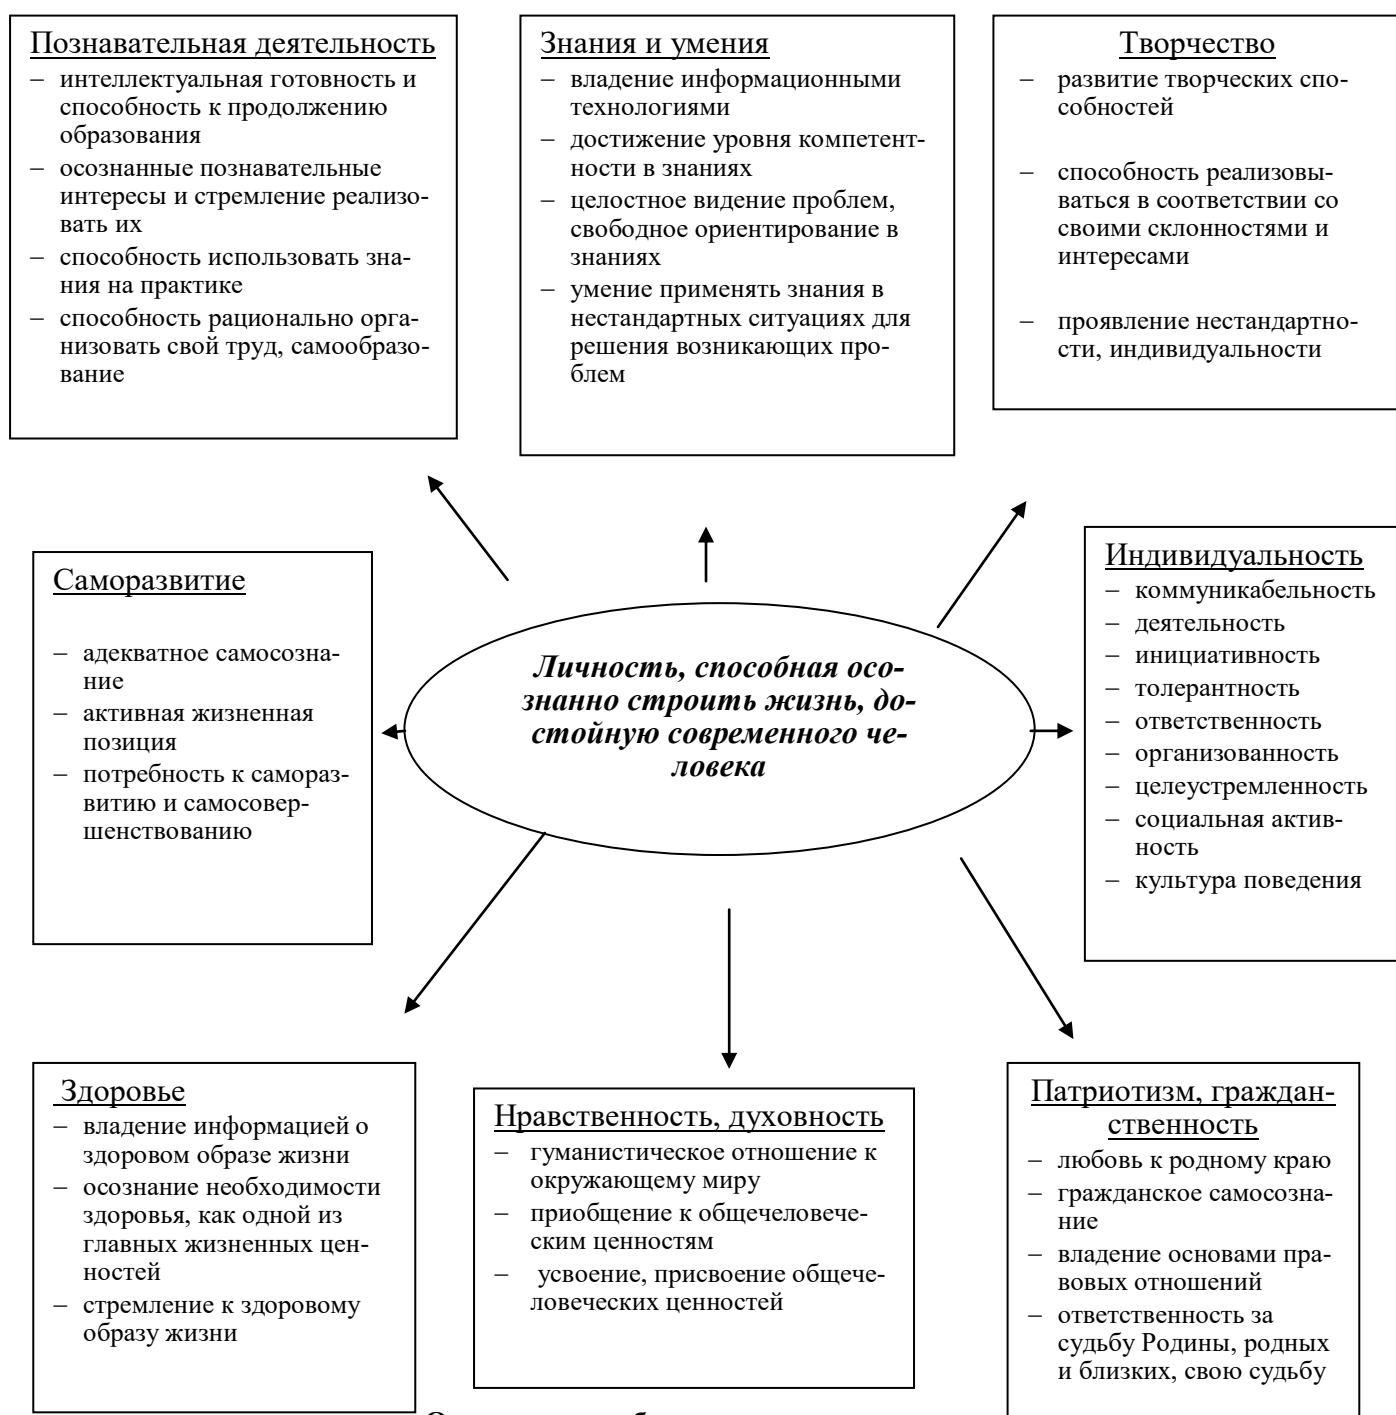 Познавательная деятельность
– интеллектуальная готовность и
способность к продолжению
образования
– осознанные познавательные
интересы и стремление реализо-
вать их
– способность использовать зна-
ния на практике
– способность рационально орга-
низовать свой труд, самообразо-
вание
Знания и умения
– владение информационными
технологиями
– достижение уровня компетент-
ности в знаниях
– целостное видение проблем,
свободное ориентирование в
знаниях
– умение применять знания в
нестандартных ситуациях для
решения возникающих про-
блем
Творчество
– развитие творческих спо-
собностей
– способность реализовы-
ваться в соответствии со
своими склонностями и
интересами
– проявление нестандартно-
сти, индивидуальности
Саморазвитие
– адекватное самосозна-
ние
– активная жизненная
позиция
– потребность к самораз-
витию и самосовер-
шенствованию
Личность, способная осо-
знанно строить жизнь, до-
стойную современного че-
ловека
Индивидуальность
– коммуникабельность
– деятельность
– инициативность
– толерантность
– ответственность
– организованность
– целеустремленность
– социальная актив-
ность
– культура поведения
Здоровье
– владение информацией о
здоровом образе жизни
– осознание необходимости
здоровья, как одной из
главных жизненных цен-
ностей
– стремление к здоровому
образу жизни
Нравственность, духовность
– гуманистическое отношение к
окружающему миру
– приобщение к общечеловече-
ским ценностям
– усвоение, присвоение общече-
ловеческих ценностей
Патриотизм, граждан-
ственность
– любовь к родному краю
– гражданское самосозна-
ние
– владение основами пра-
вовых отношений
– ответственность за
судьбу Родины, родных
и близких, свою судьбу